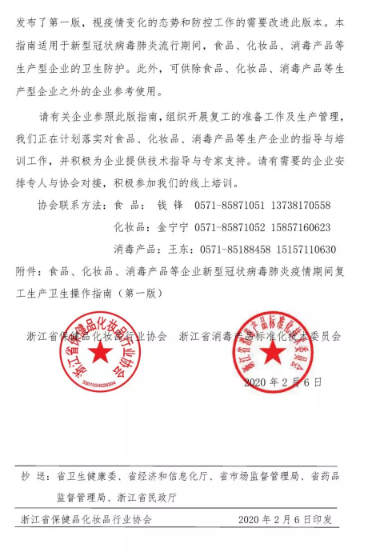 发布了第一版，视疫情变化的态势和防控工作的需要改进此版本。本
指南适用于新型冠状病毒肺炎流行期间，食品、化妆品、消毒产品等
生产型企业的卫生防护。此外，可供除食品、化妆品、消毒产品等生
产型企业之外的企业参考使用。
请有关企业参照此版指南，组织开展复工的准备工作及生产管理，
我们正在计划落实对食品、化妆品、消毒产品等生产企业的指导与培
训工作，并积极为企业提供技术指导与专家支持。请有需要的企业安
排专人与协会对接，积极参加我们的线上培训。
协会联系方法：食 品： 钱 锋 0571-85871051 13738170558
化妆品：金宁宁 0571-85871052 15857160623
消毒产品：王东：0571-85188458 15157110630
附件：食品、化妆品、消毒产品等企业新型冠状病毒肺炎疫情期间复
工生产卫生操作指南（第一版）
浙江省保健品化妆品行业协会 浙江省消毒产品标准化技术委员会
浙江省保健品化妆品行业协会
2020 年 2 月 6 日
抄 送：省卫生健康委、省经济和信息化厅、省市场监督管理局、省药品
监督管理局、浙江省民政厅
浙江省保健品化妆品行业协会 2020 年 2 月 6 日印发